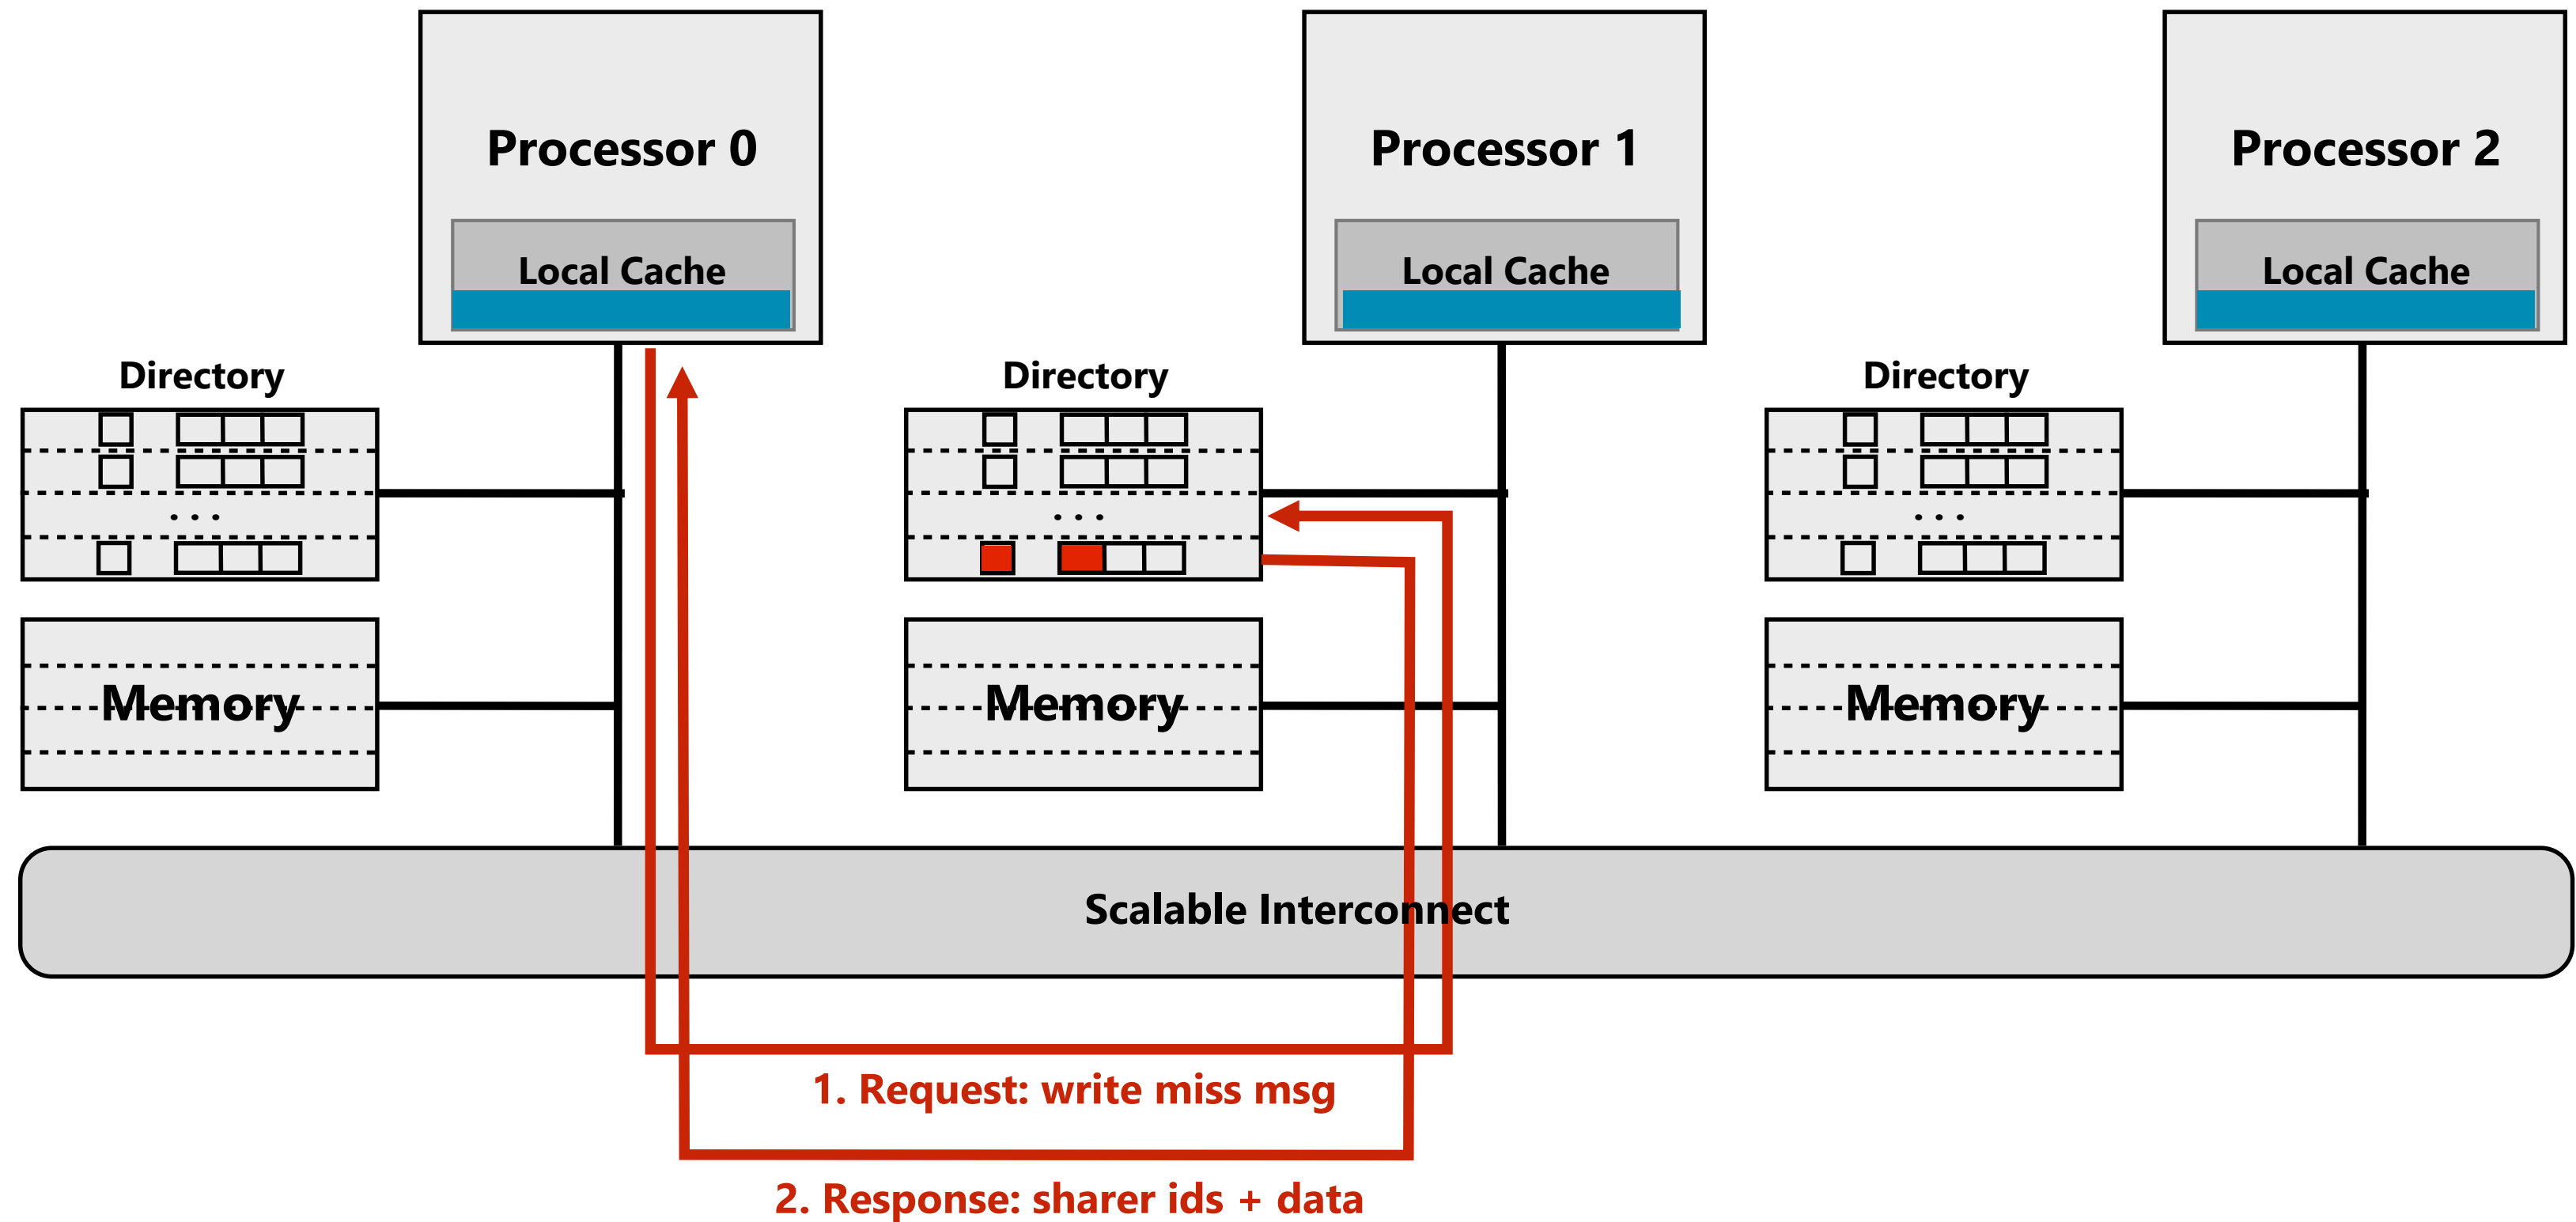 Processor 0
Processor 1
Processor 2
Local Cache
Local Cache
Local Cache
Directory
Directory
Directory
. . .
. . .
. . .
Memory
Memory
Memory
Scalable Interconnect
1. Request: write miss msg
2. Response: sharer ids + data